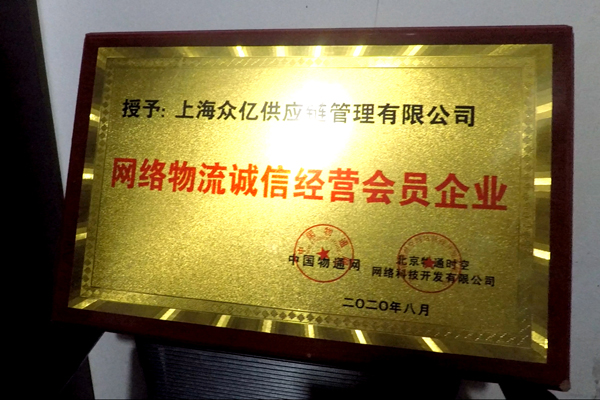 授予: 上海众亿供应链管理有限公司
网络物流诚信经营会员企业
中国物通网
北京物通时空
网络科技开发有限公司
二〇二〇年八月